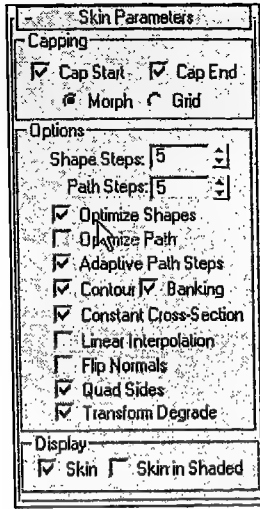 - Skin Parameters
Capping
Cap Start Cap End
Morph Grid
Options
Shape Steps: 5
Path Steps: 5
Optimize Shapes
Optimize Path
Adaptive Path Steps
Contour Banking
Constant Cross-Section
Linear Interpolation
Flip Normals
Quad Sides
Transform Degrade
Display
Skin Skin in Shaded